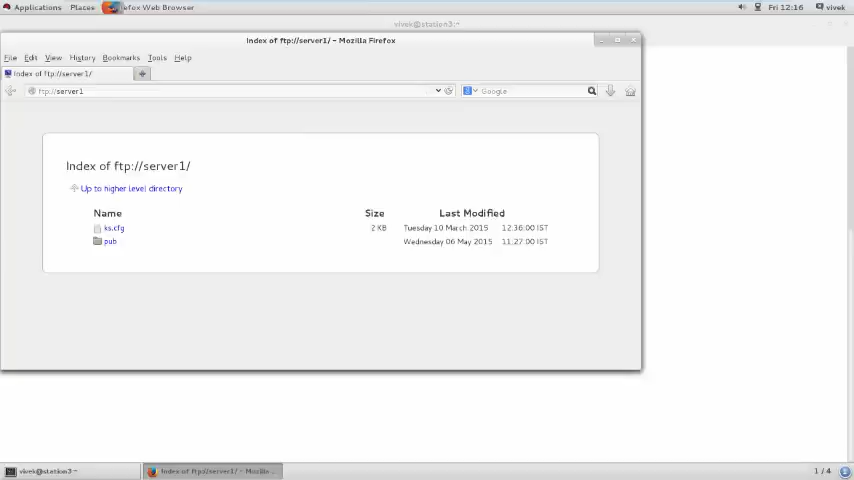 Applications Places efox Web Browser Fri 12:16 vivek
vivek@station3:~
Index of ftp://server1/ - Mozilla Firefox
File Edit View History Bookmarks Tools Help
Index of ftp://server1/
ftp://server1 Google
Index of ftp://server1/
Up to higher level directory
Name Size Last Modified
ks.cfg 2 KB Tuesday 10 March 2015 12:36:00 IST
pub Wednesday 06 May 2015 11:27:00 IST
vivek@station3:~ Index of ftp://server1/ - Mozilla... 1 / 4